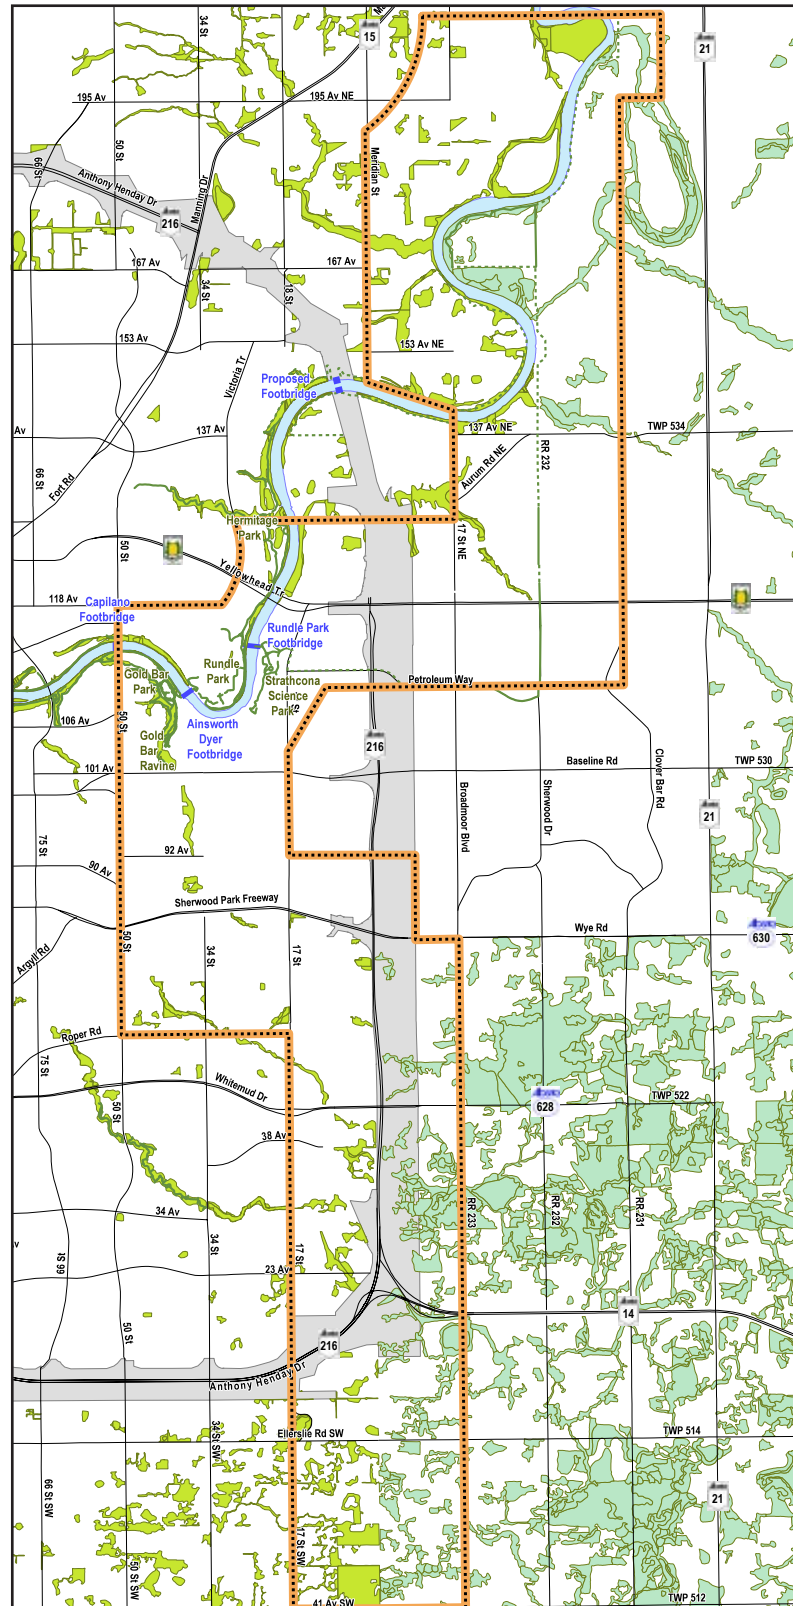 34 St
15
21
195 Av
195 Av NE
66 St
50 St
Meridian St
Anthony Henday Dr
Manning Dr
216
167 Av
167 Av
34 St
18 St
153 Av
153 Av NE
Victoria Tr
Proposed
Footbridge
Av
137 Av
137 Av NE
TWP 534
RR 232
66 St
Fort Rd
Aurum Rd NE
Hermitage
Park
17 St NE
50 St
Yellowhead Tr
118 Av
Capilano
Footbridge
Rundle Park
Footbridge
Rundle
Park
Gold Bar
Park
Strathcona
Science
Park
St
Petroleum Way
106 Av
50 St
Ainsworth
Dyer
Footbridge
Gold
Bar
Ravine
216
101 Av
Baseline Rd
TWP 530
Broadmoor Blvd
Sherwood Dr
Clover Bar Rd
21
75 St
92 Av
90 Av
Sherwood Park Freeway
Wye Rd
630
Argyll Rd
50 St
34 St
17 St
Roper Rd
75 St
Whitemud Dr
50 St
TWP 522
628
38 Av
34 Av
34 St
RR 233
RR 232
RR 231
66 St
17 St
23 Av
50 St
14
216
Anthony Henday Dr
34 St SW
Ellerslie Rd SW
TWP 514
66 St SW
21
17 St SW
50 St SW
41 Av SW
TWP 512